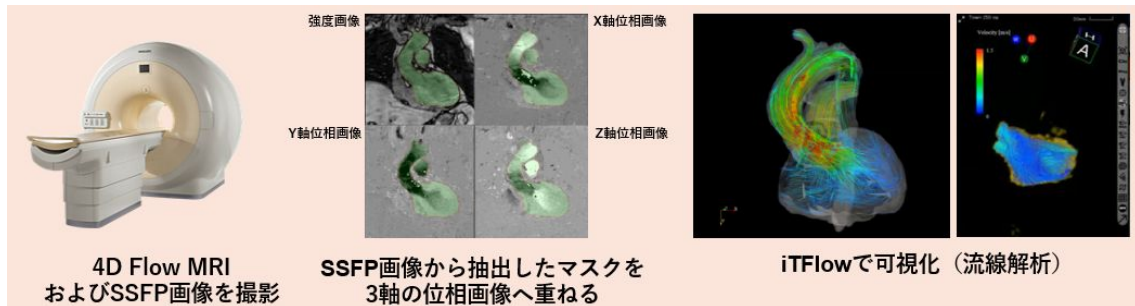 強度画像
X軸位相画像
Y軸位相画像
Z軸位相画像
Velocity [m/s]
A
4D Flow MRI
およびSSFP画像を撮影
SSFP画像から抽出したマスクを
3軸の位相画像へ重ねる
iTFlowで可視化（流線解析）